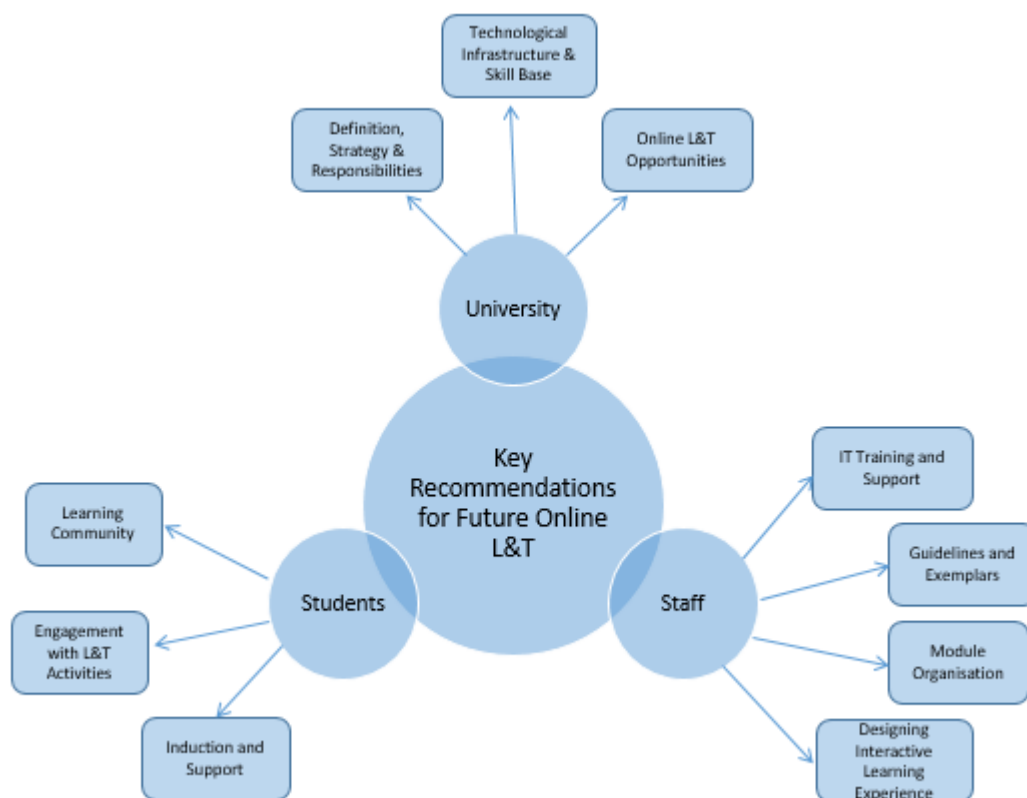 Technological
Infrastructure &
Skill Base
Definition,
Strategy &
Responsibilities
Online L&T
Opportunities
University
Key
Recommendations
for Future Online
L&T
IT Training and
Support
Learning
Community
Guidelines and
Exemplars
Students
Staff
Engagement
with L&T
Activities
Module
Organisation
Induction and
Support
Designing
Interactive
Learning
Experience